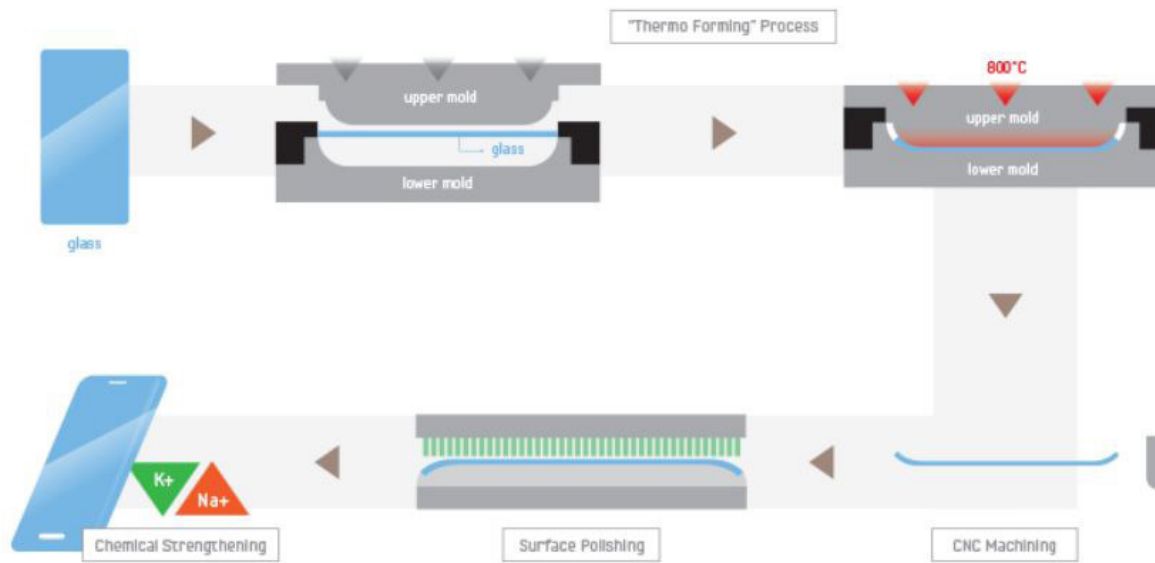 "Thermo Forming" Process
glass
upper mold
glass
lower mold
800°C
upper mold
lower mold
CNC Machining
Surface Polishing
K+
Na+
Chemical Strengthening